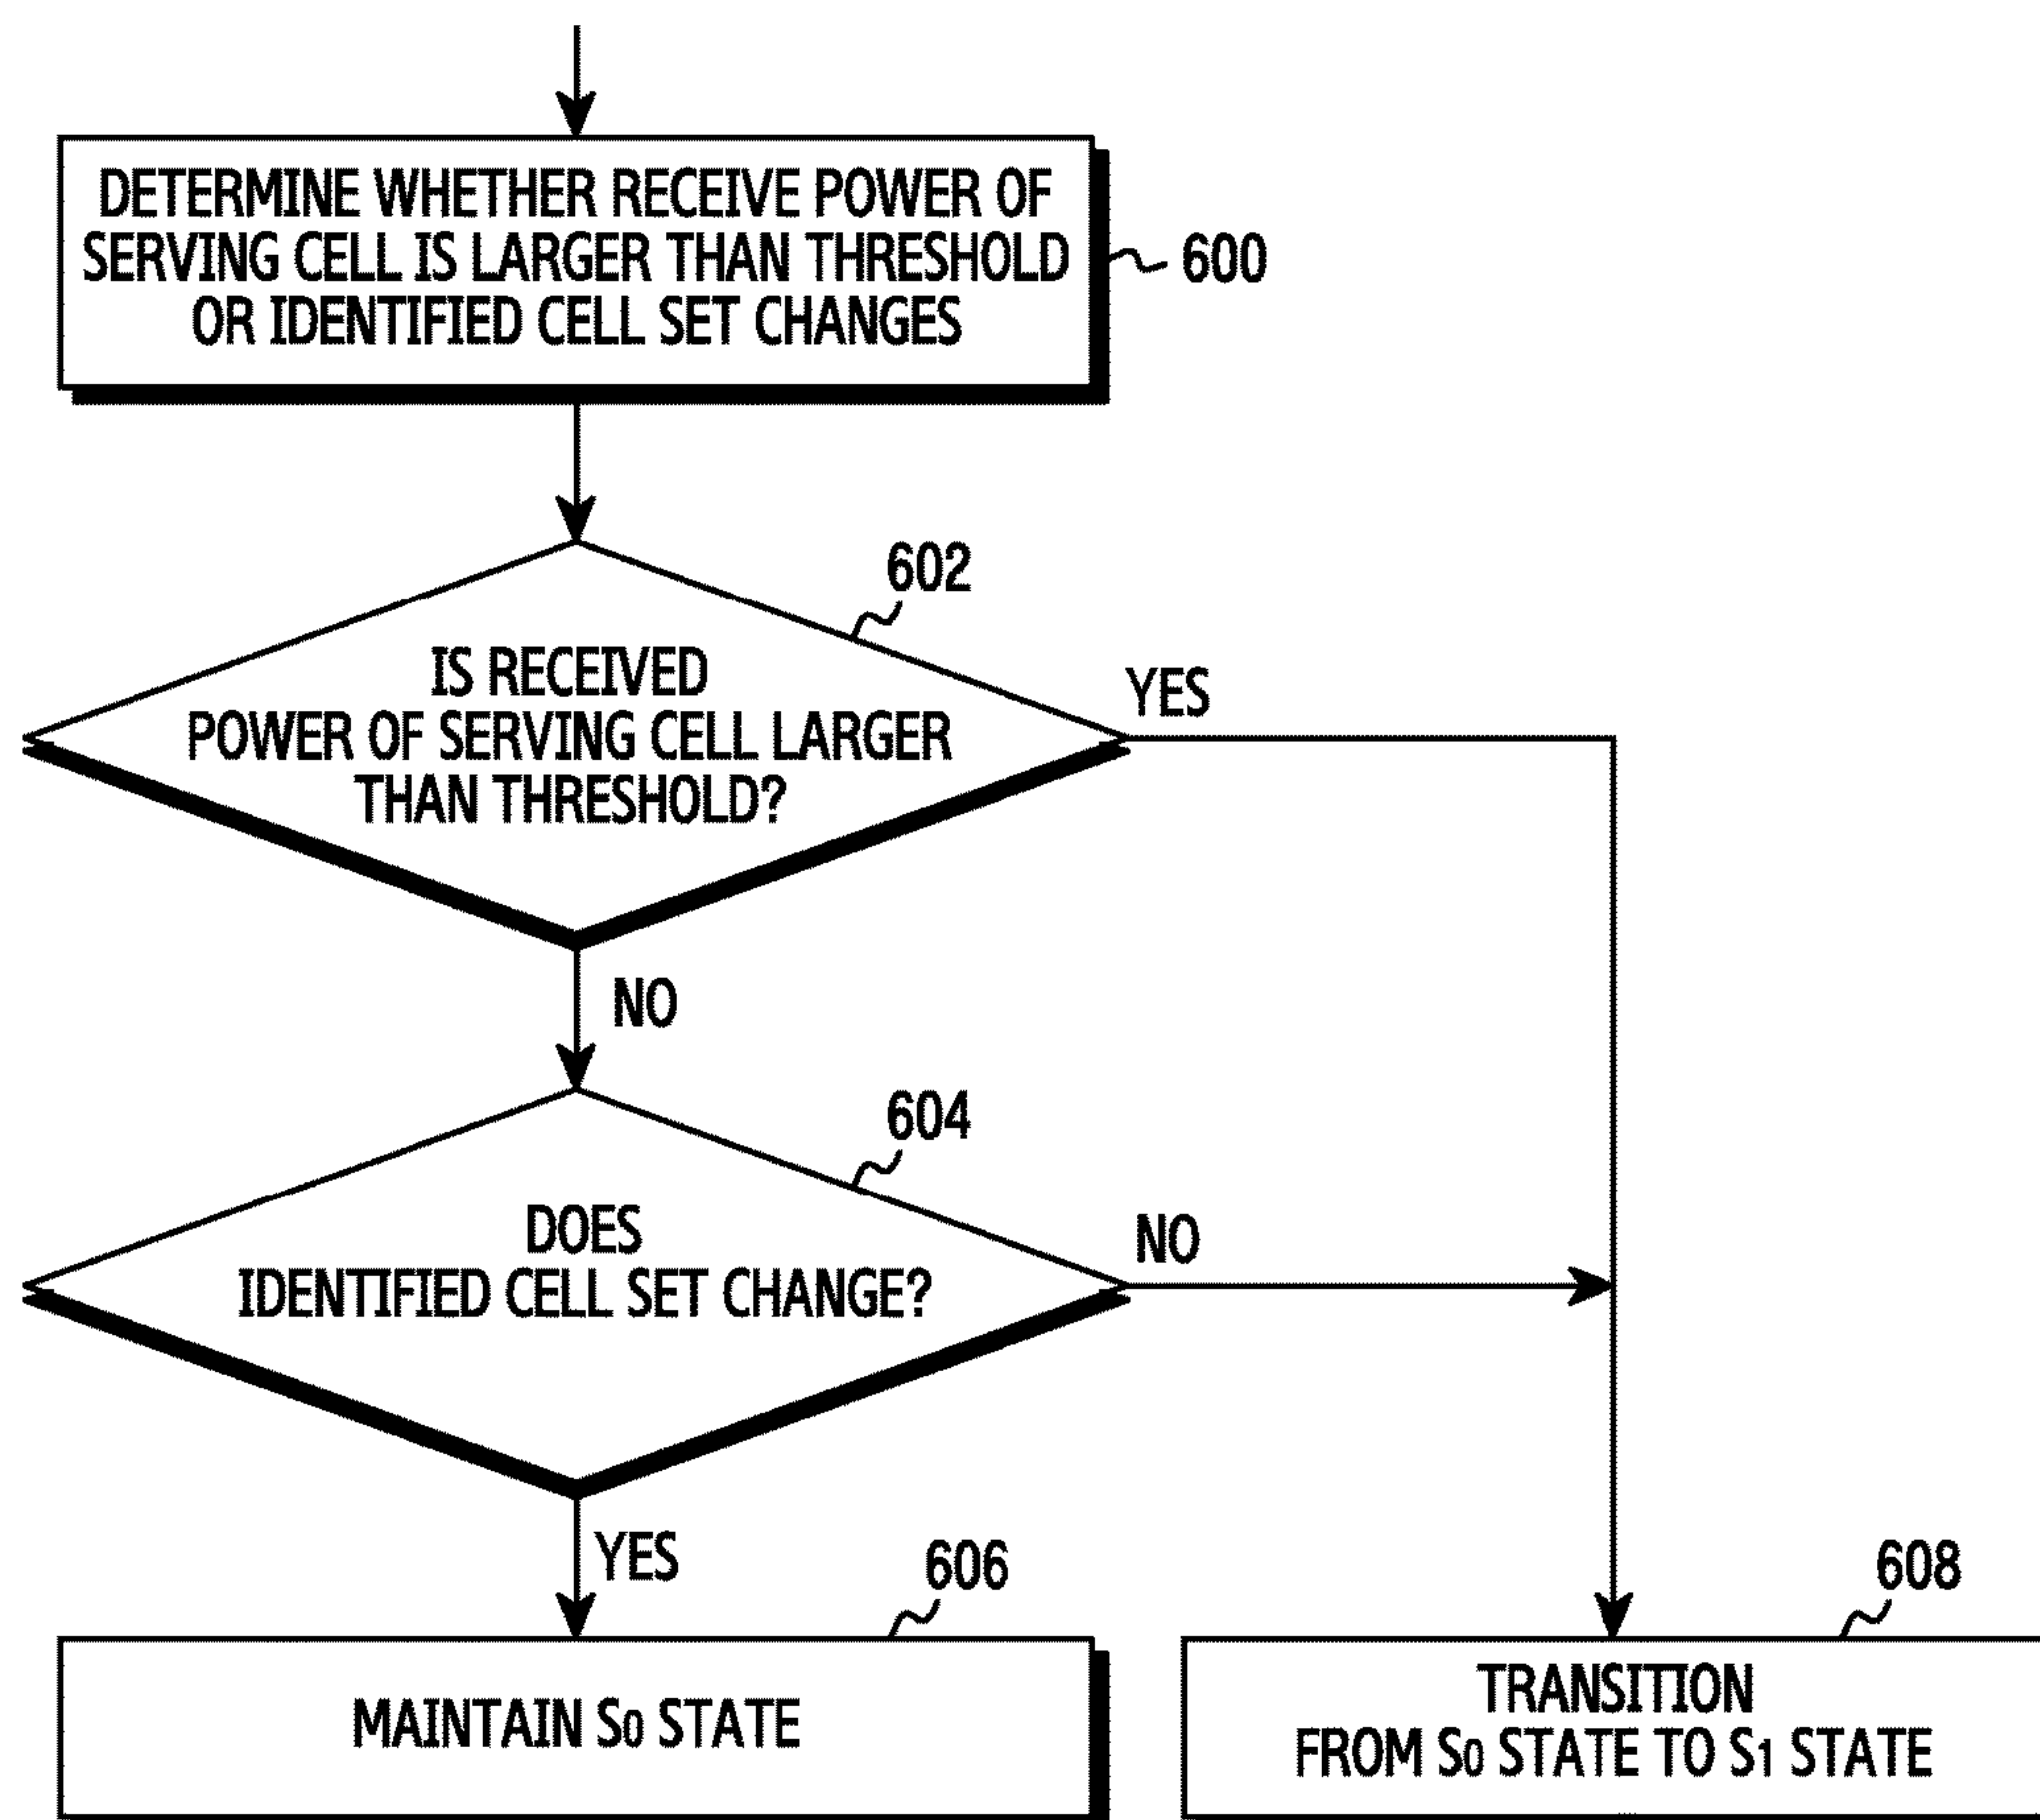 DETERMINE WHETHER RECEIVE POWER OF
SERVING CELL IS LARGER THAN THRESHOLD
OR IDENTIFIED CELL SET CHANGES
600
602
IS RECEIVED
POWER OF SERVING CELL LARGER
THAN THRESHOLD?
YES
NO
604
DOES
IDENTIFIED CELL SET CHANGE?
NO
YES
606
MAINTAIN S0 STATE
608
TRANSITION
FROM S0 STATE TO S1 STATE